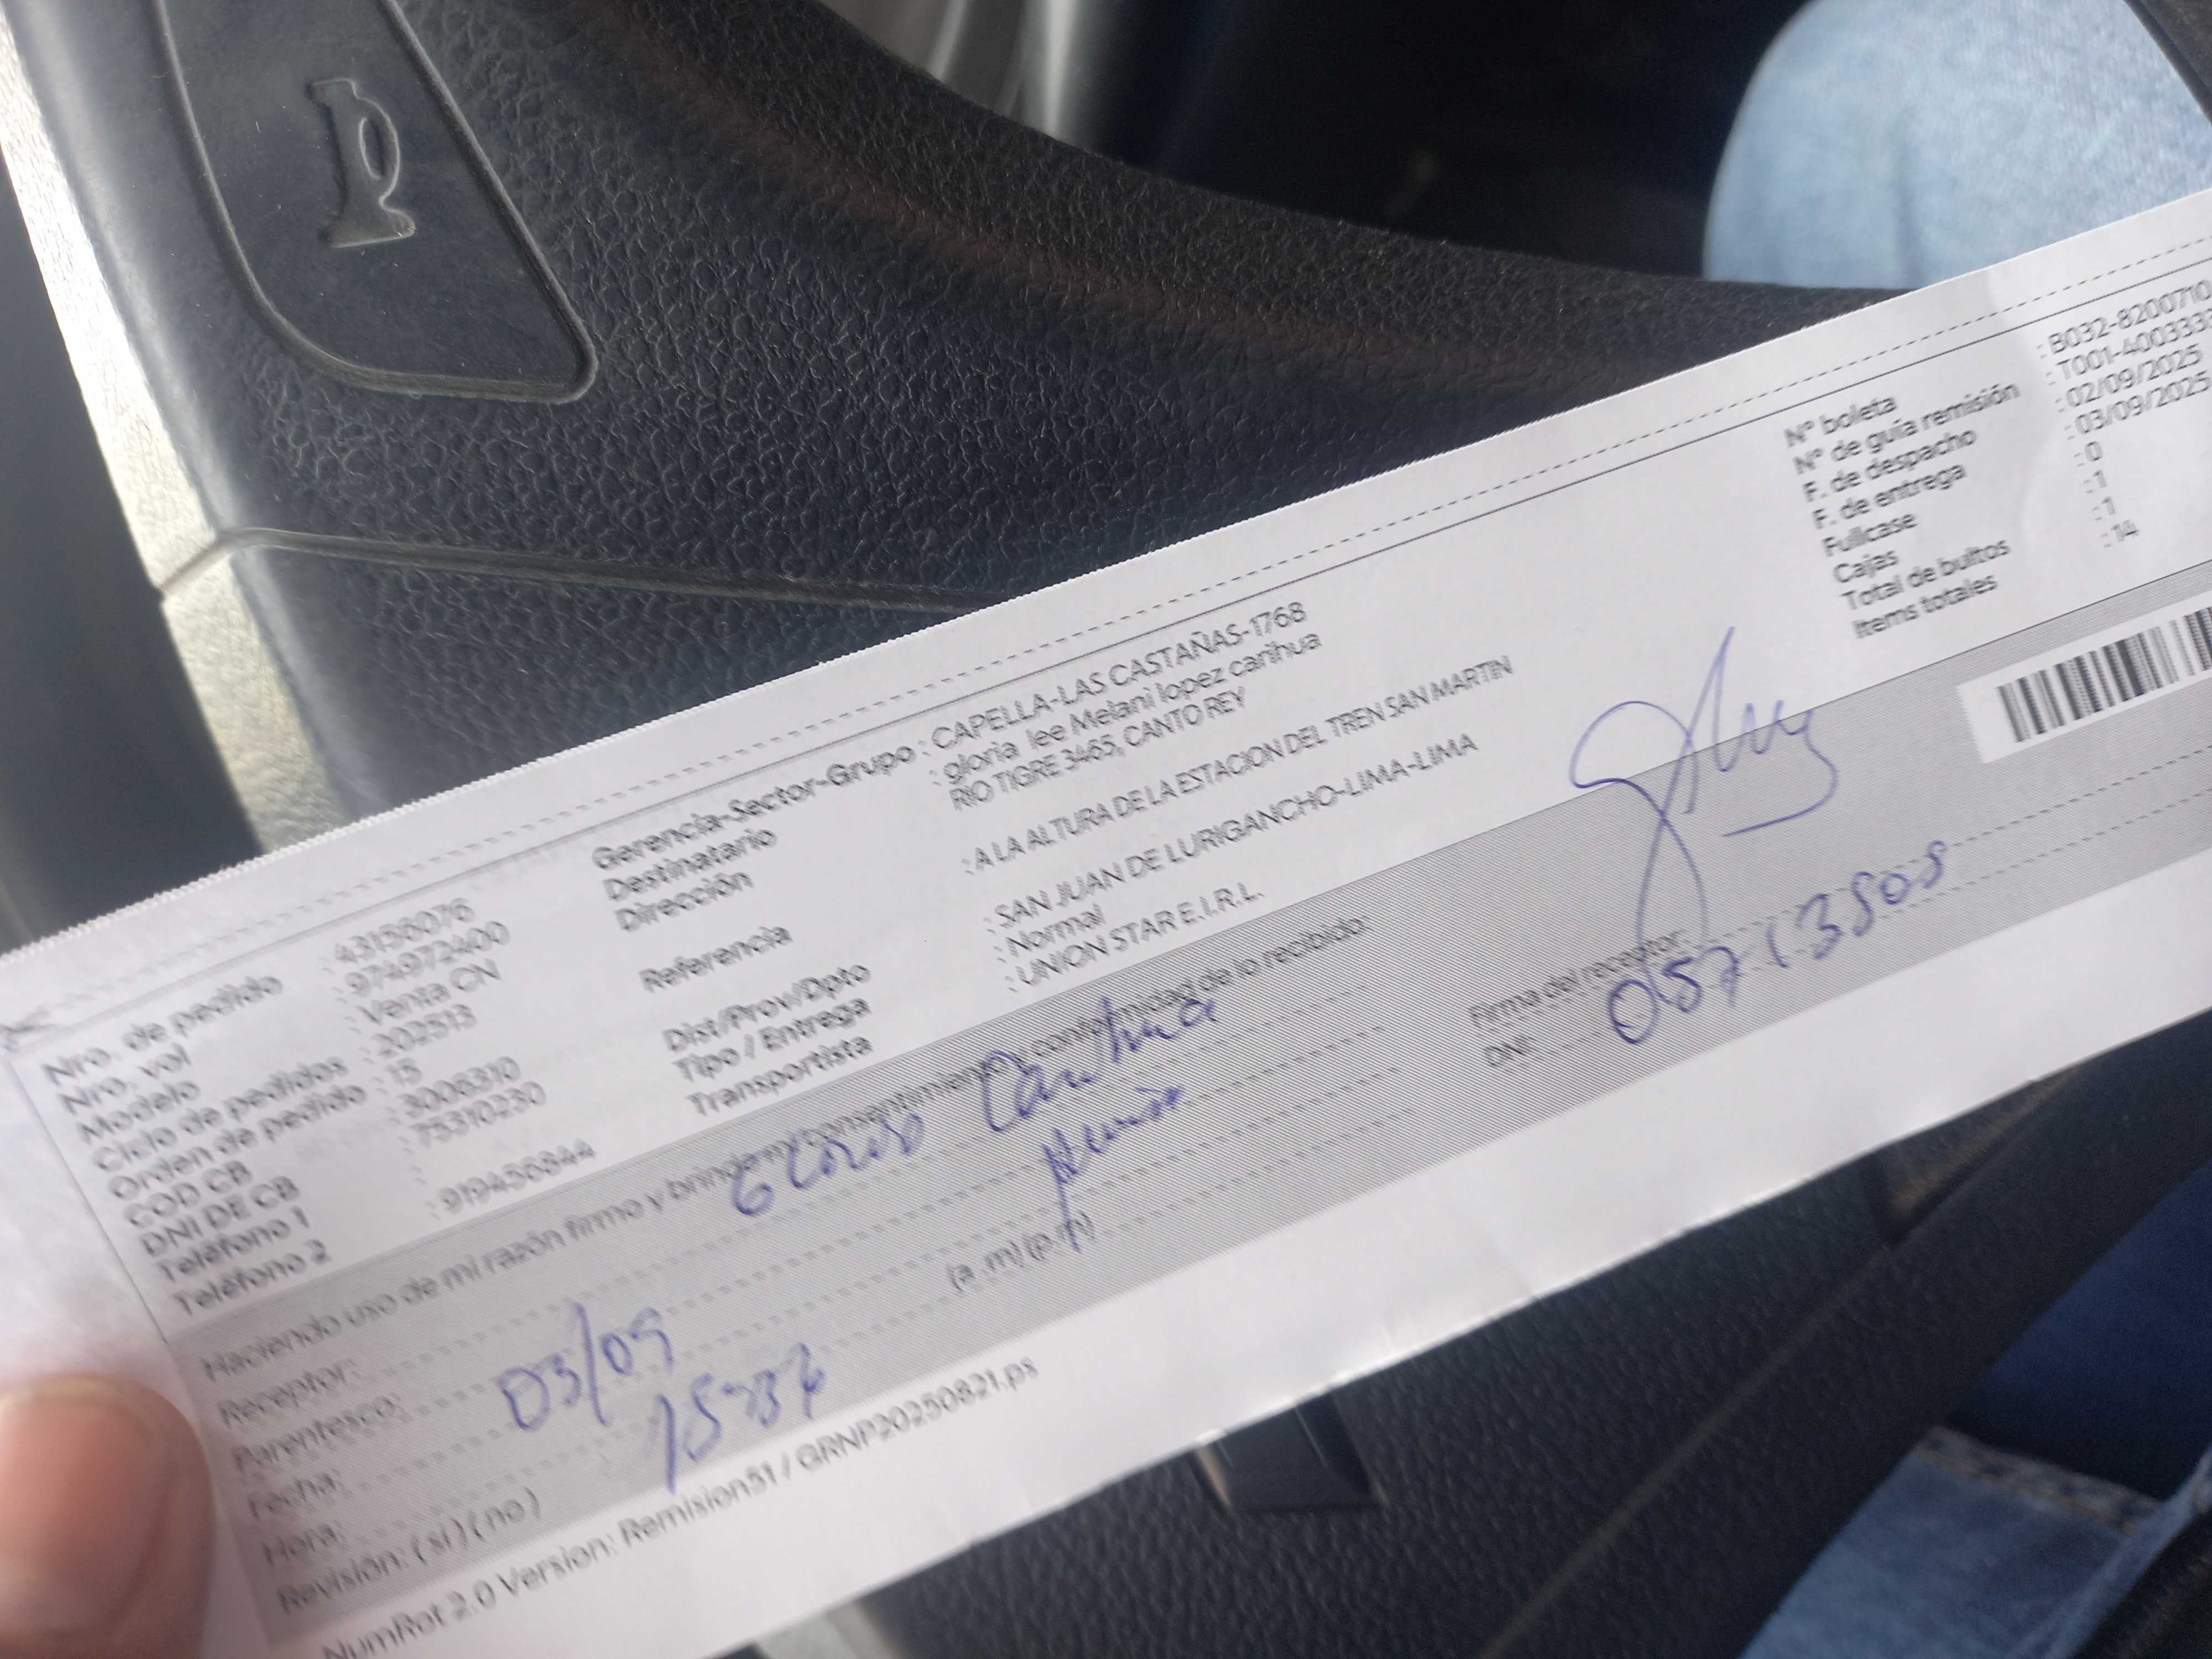 Nro. de pedido : 43156076
Nro. vol : 974972400
Modelo : Venta CN
Ciclo de pedidos : 202513
Orden de pedido : 15
COD CB : 3006310
DNI DE CB : 75310230
Teléfono 1
Teléfono 2 : 919456844
Gerencia-Sector-Grupo : CAPELLA-LAS CASTAÑAS-1768
Destinatario : gloria lee Melani lopez carihua
Dirección RIO TIGRE 3465, CANTO REY
Referencia : A LA ALTURA DE LA ESTACION DEL TREN SAN MARTIN
Dist/Prov/Dpto : SAN JUAN DE LURIGANCHO-LIMA-LIMA
Tipo / Entrega : Normal
Transportista : UNION STAR E.I.R.L.
N° boleta : B032-8200710
N° de guía remisión : T001-4003333
F. de despacho : 02/09/2025
F. de entrega : 03/09/2025
Fullcase : 0
Cajas : 1
Total de bultos : 1
Items totales : 14
Haciendo uso de mi razón firmo y brindo mi consentimiento y conformidad de lo recibido:
Receptor: Carihua
Parentesco:
Fecha: 03/09
Hora: (a.m) (p.m)
Revisión: (si) (no)
Firma del receptor:
DNI:
NumRot 2.0 Version: Remision51 / GRNP20250821.ps